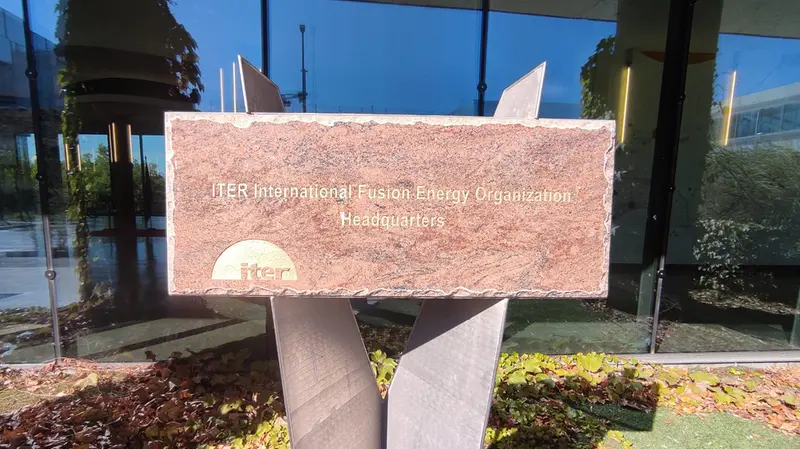 ITER International Fusion Energy Organization
Headquarters
iter